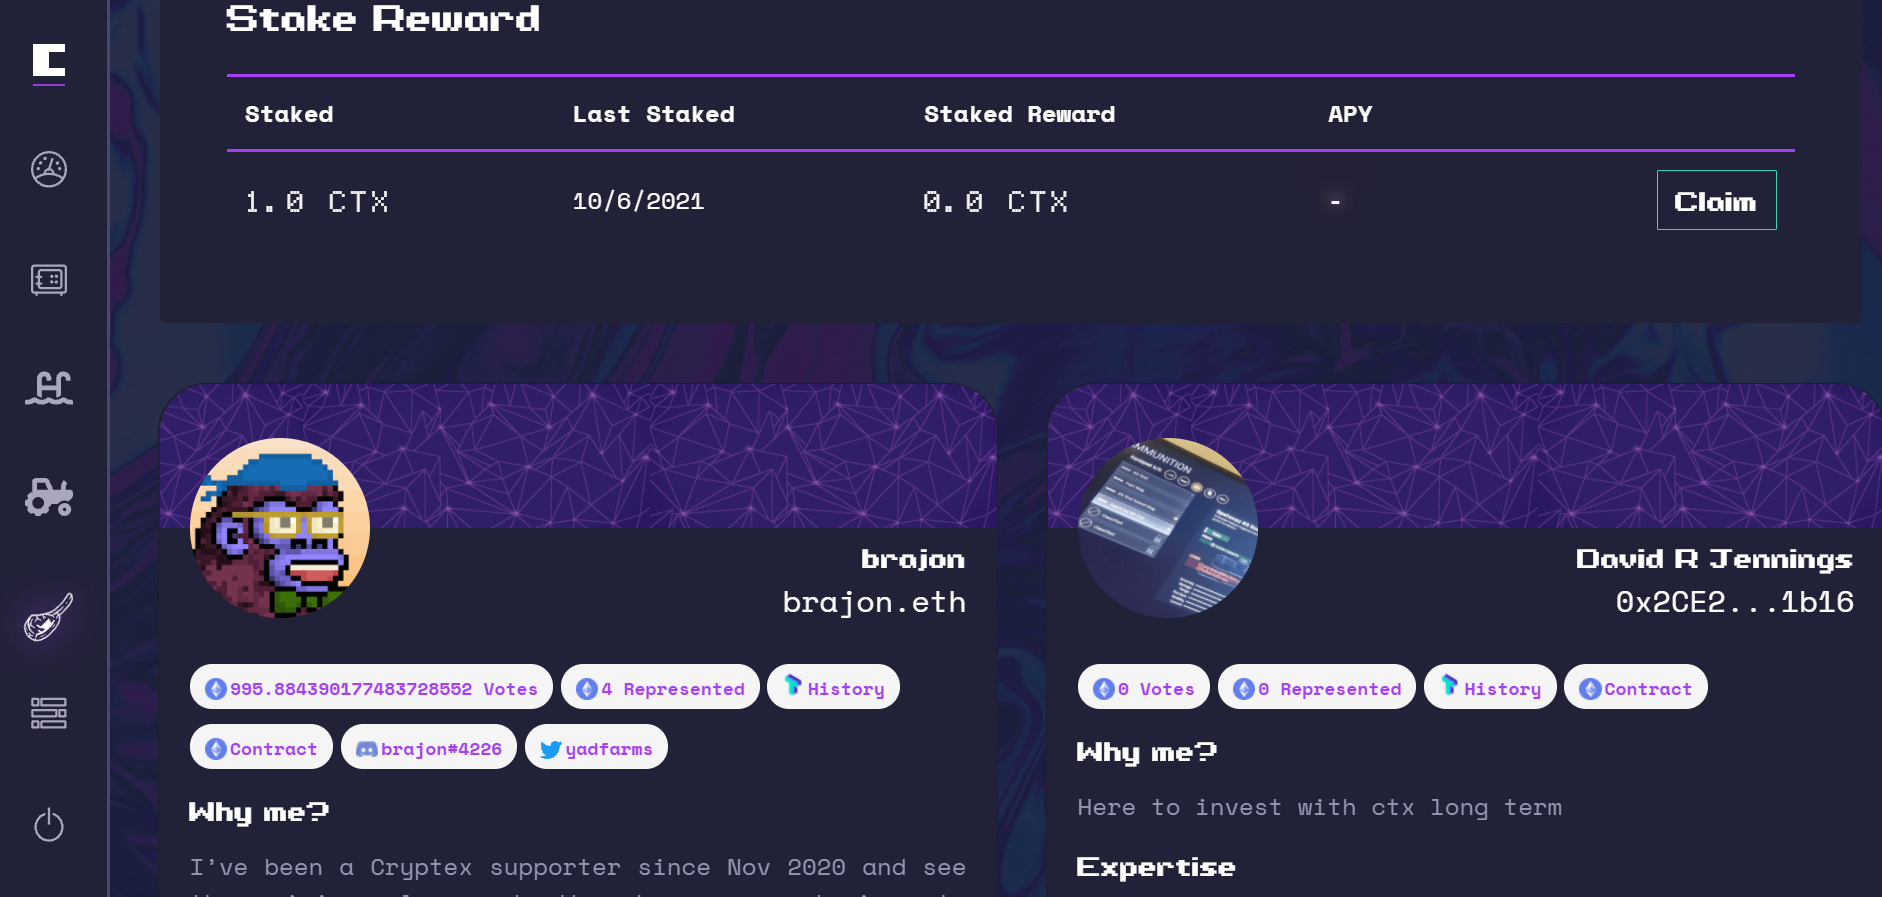 Stake Reward
Staked Last Staked Staked Reward APY
1.0 CTX 10/6/2021 0.0 CTX - Claim
brajon
brajon.eth
995.884390177483728552 Votes 4 Represented History
Contract brajon#4226 yadfarms
Why me?
I've been a Cryptex supporter since Nov 2020 and see
David R Jennings
0x2CE2...1b16
0 Votes 0 Represented History Contract
Why me?
Here to invest with ctx long term
Expertise